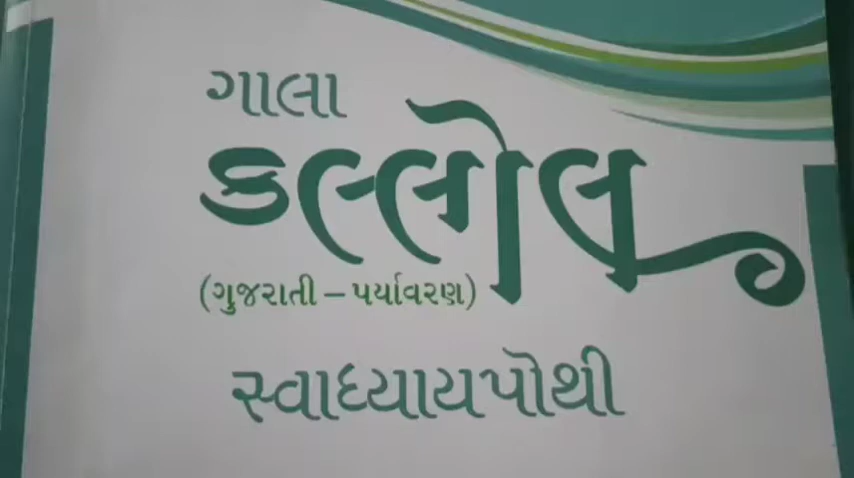 ગાલા
કલ્લોલ
(ગુજરાતી – પર્યાવરણ)
સ્વાધ્યાયપોથી